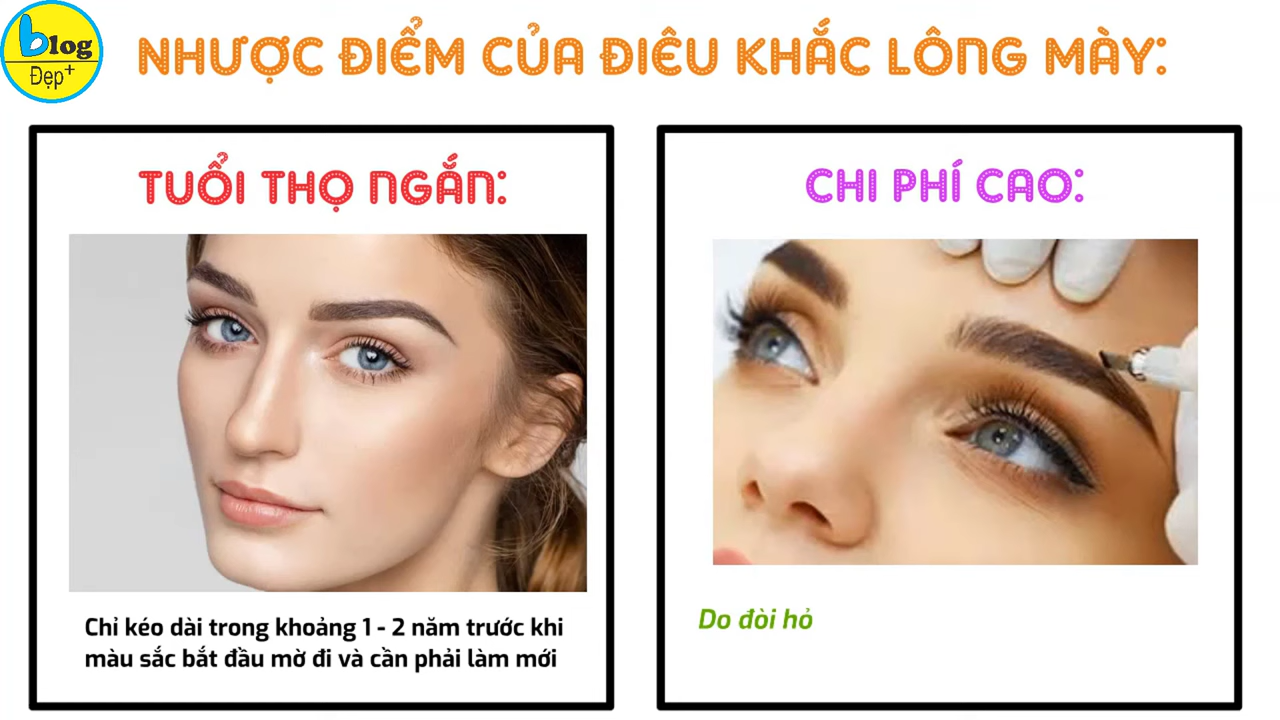 blog
Đẹp+
NHƯỢC ĐIỂM CỦA ĐIÊU KHẮC LÔNG MÀY:
TUỔI THỌ NGẮN:
Chỉ kéo dài trong khoảng 1 - 2 năm trước khi
màu sắc bắt đầu mờ đi và cần phải làm mới
CHI PHÍ CAO:
Do đòi hỏ